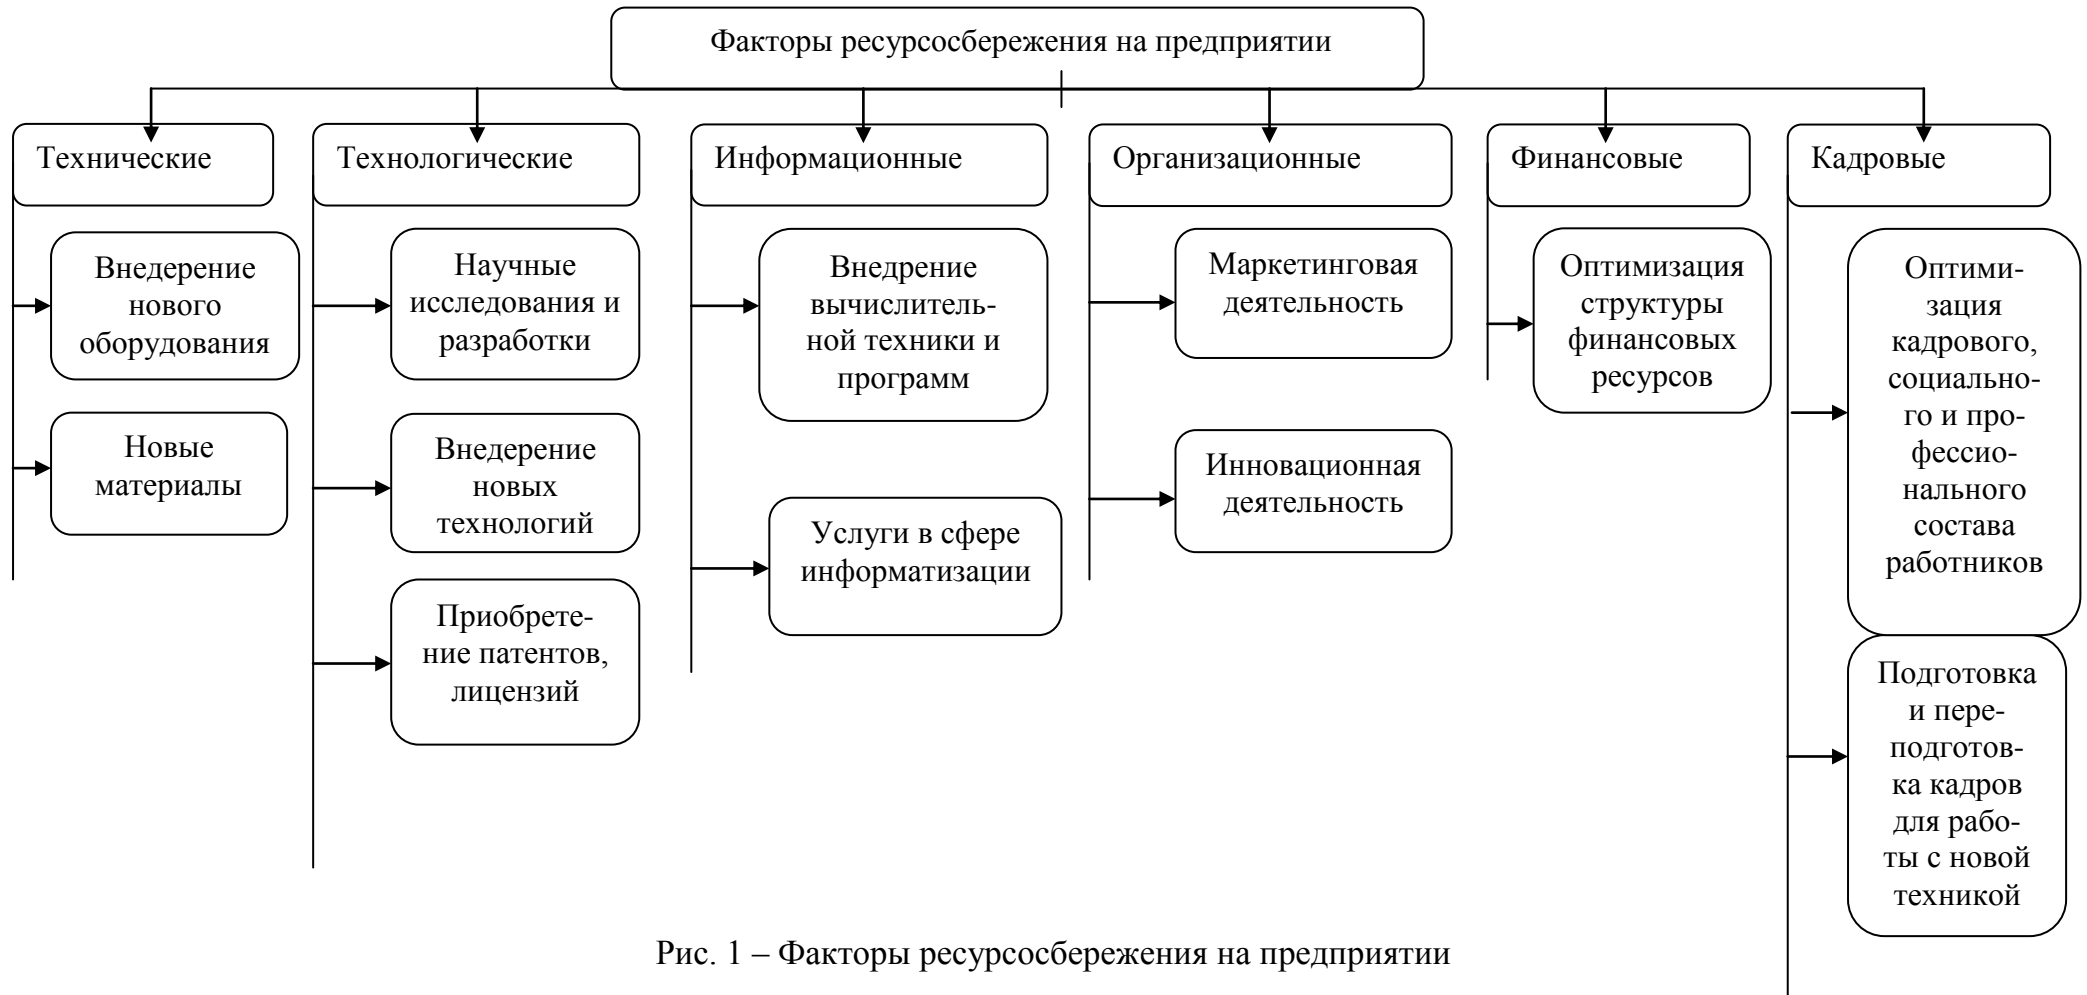 Факторы ресурсосбережения на предприятии
Технические
Внедерение
нового
оборудования
Новые
материалы
Технологические
Научные
исследования и
разработки
Внедерение
новых
технологий
Приобрете-
ние патентов,
лицензий
Информационные
Внедрение
вычислитель-
ной техники и
программ
Услуги в сфере
информатизации
Организационные
Маркетинговая
деятельность
Инновационная
деятельность
Финансовые
Оптимизация
структуры
финансовых
ресурсов
Кадровые
Оптими-
зация
кадрового,
социально-
го и про-
фессио-
нального
состава
работников
Подготовка
и пере-
подготов-
ка кадров
для рабо-
ты с новой
техникой
Рис. 1 – Факторы ресурсосбережения на предприятии